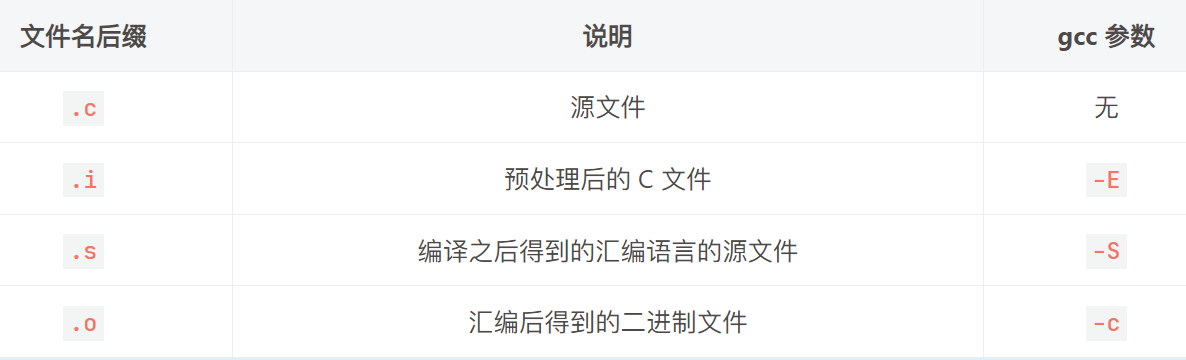 文件名后缀 说明 gcc 参数
.c 源文件 无
.i 预处理后的 C 文件 -E
.s 编译之后得到的汇编语言的源文件 -S
.o 汇编后得到的二进制文件 -c